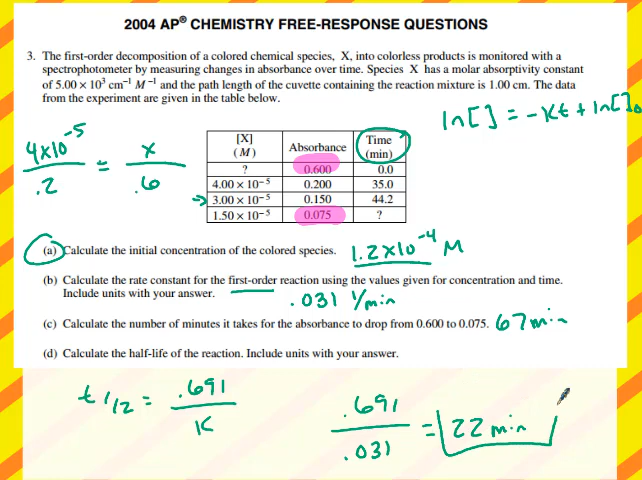 2004 AP® CHEMISTRY FREE-RESPONSE QUESTIONS
3. The first-order decomposition of a colored chemical species, X, into colorless products is monitored with a
spectrophotometer by measuring changes in absorbance over time. Species X has a molar absorptivity constant
of 5.00 × 10³ cm⁻¹ M⁻¹ and the path length of the cuvette containing the reaction mixture is 1.00 cm. The data
from the experiment are given in the table below.
ln[ ] = -Kt + ln[ ]₀
4x10⁻⁵/.2 = x/.6
[X] (M) Absorbance Time (min)
? 0.600 0.0
4.00 × 10⁻⁵ 0.200 35.0
→ 3.00 × 10⁻⁵ 0.150 44.2
1.50 × 10⁻⁵ 0.075 ?
(a) Calculate the initial concentration of the colored species. 1.2x10⁻⁴ M
(b) Calculate the rate constant for the first-order reaction using the values given for concentration and time.
Include units with your answer. .031 1/min
(c) Calculate the number of minutes it takes for the absorbance to drop from 0.600 to 0.075. 67 min
(d) Calculate the half-life of the reaction. Include units with your answer.
t 1/2 = .691/K
.691/.031 = 22 min